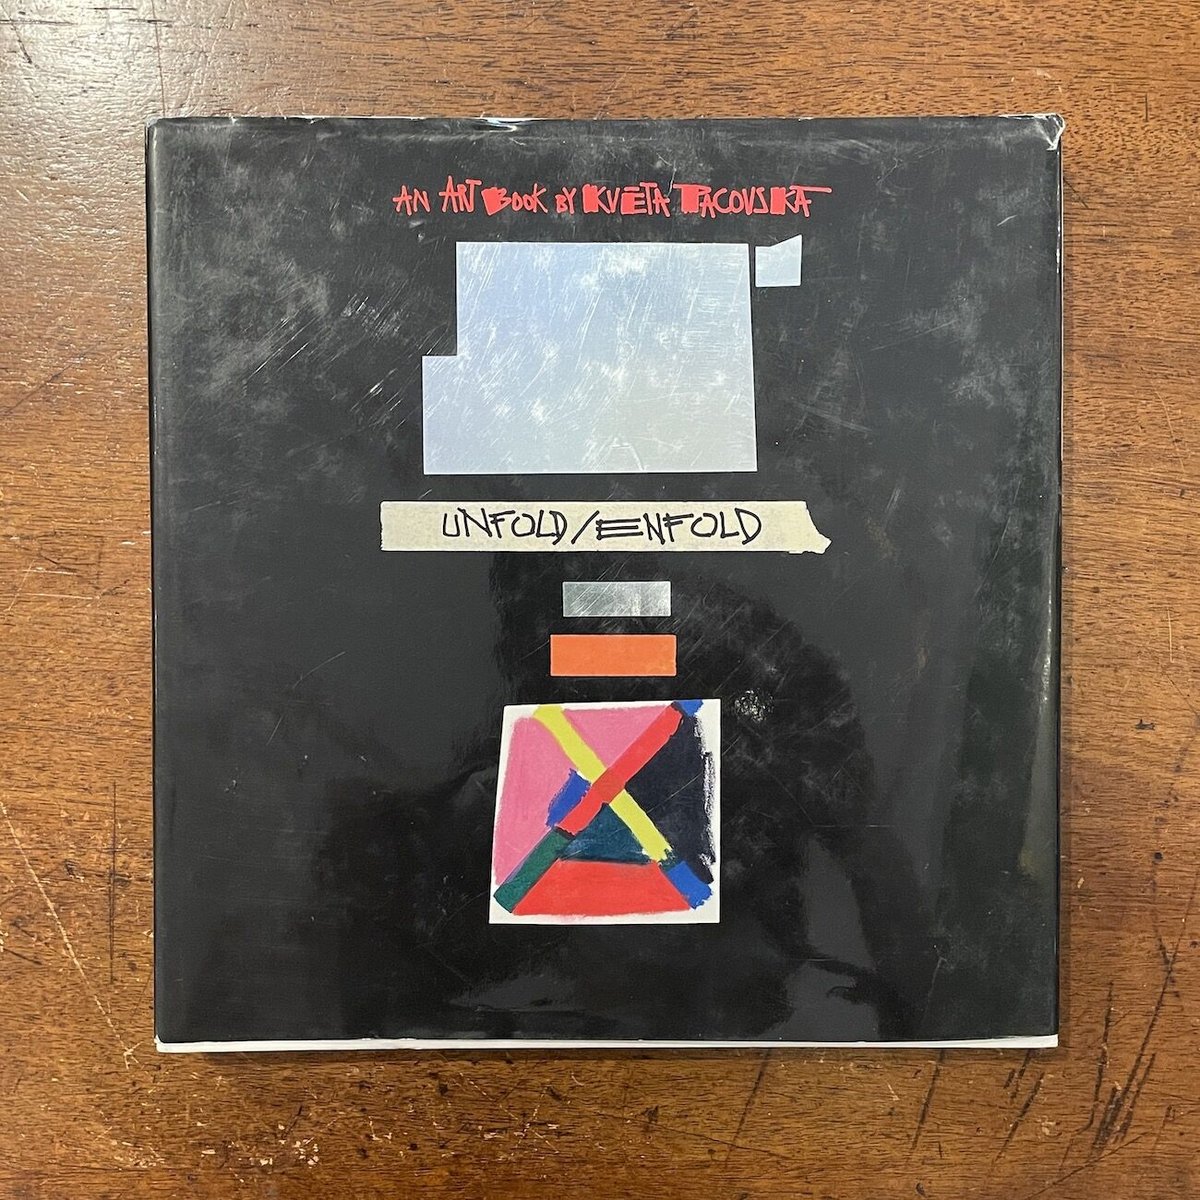 AN ART BOOK BY KVĚTA PACOVSKÁ
UNFOLD/ENFOLD